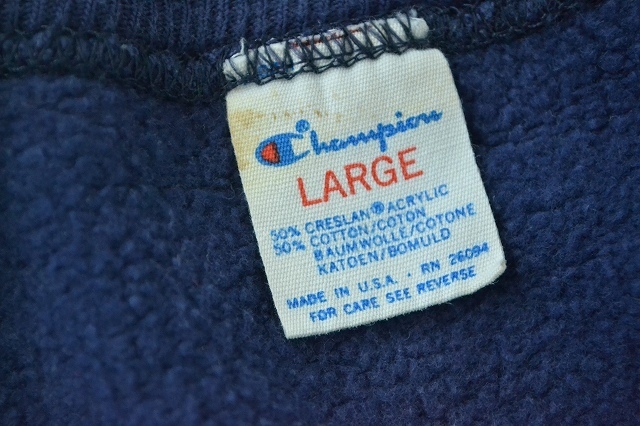 Champion
LARGE
50% CRESLAN® ACRYLIC
50% COTTON/COTON
BAUMWOLLE/COTONE
KATOEN/BOMULD
MADE IN U.S.A. · RN 26094
FOR CARE SEE REVERSE